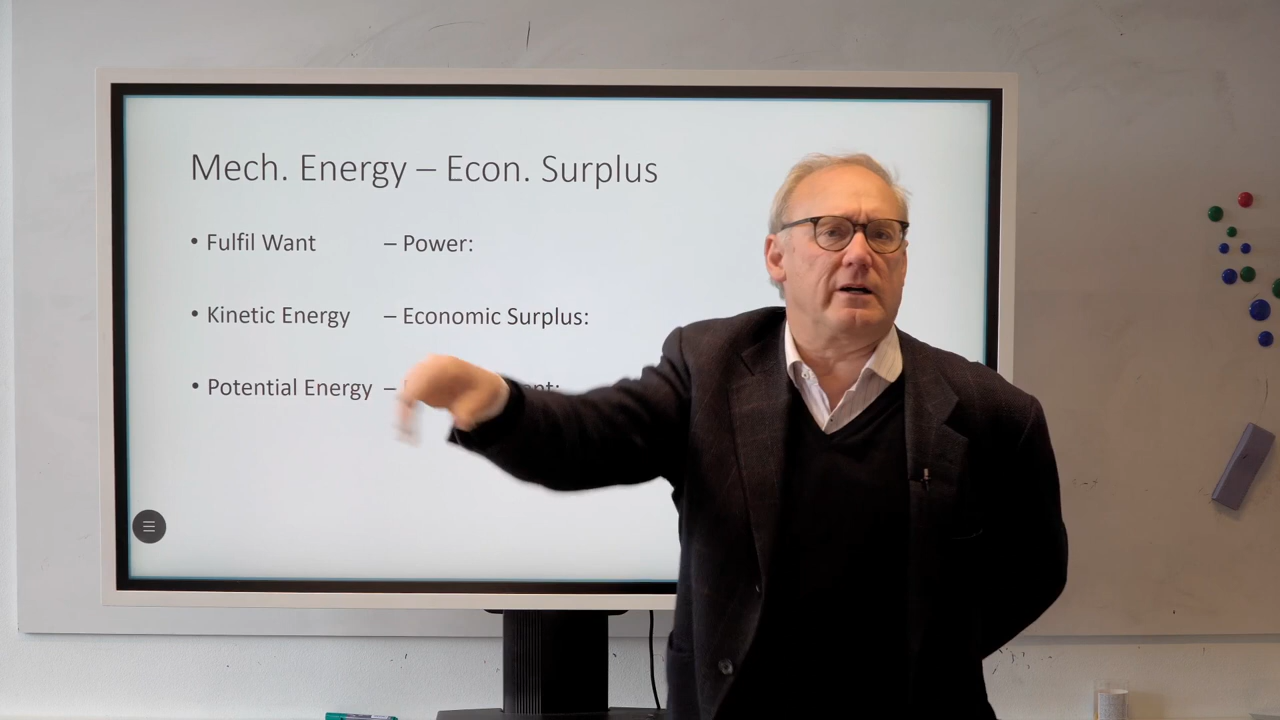 Mech. Energy – Econ. Surplus
• Fulfil Want – Power:
• Kinetic Energy – Economic Surplus:
• Potential Energy –